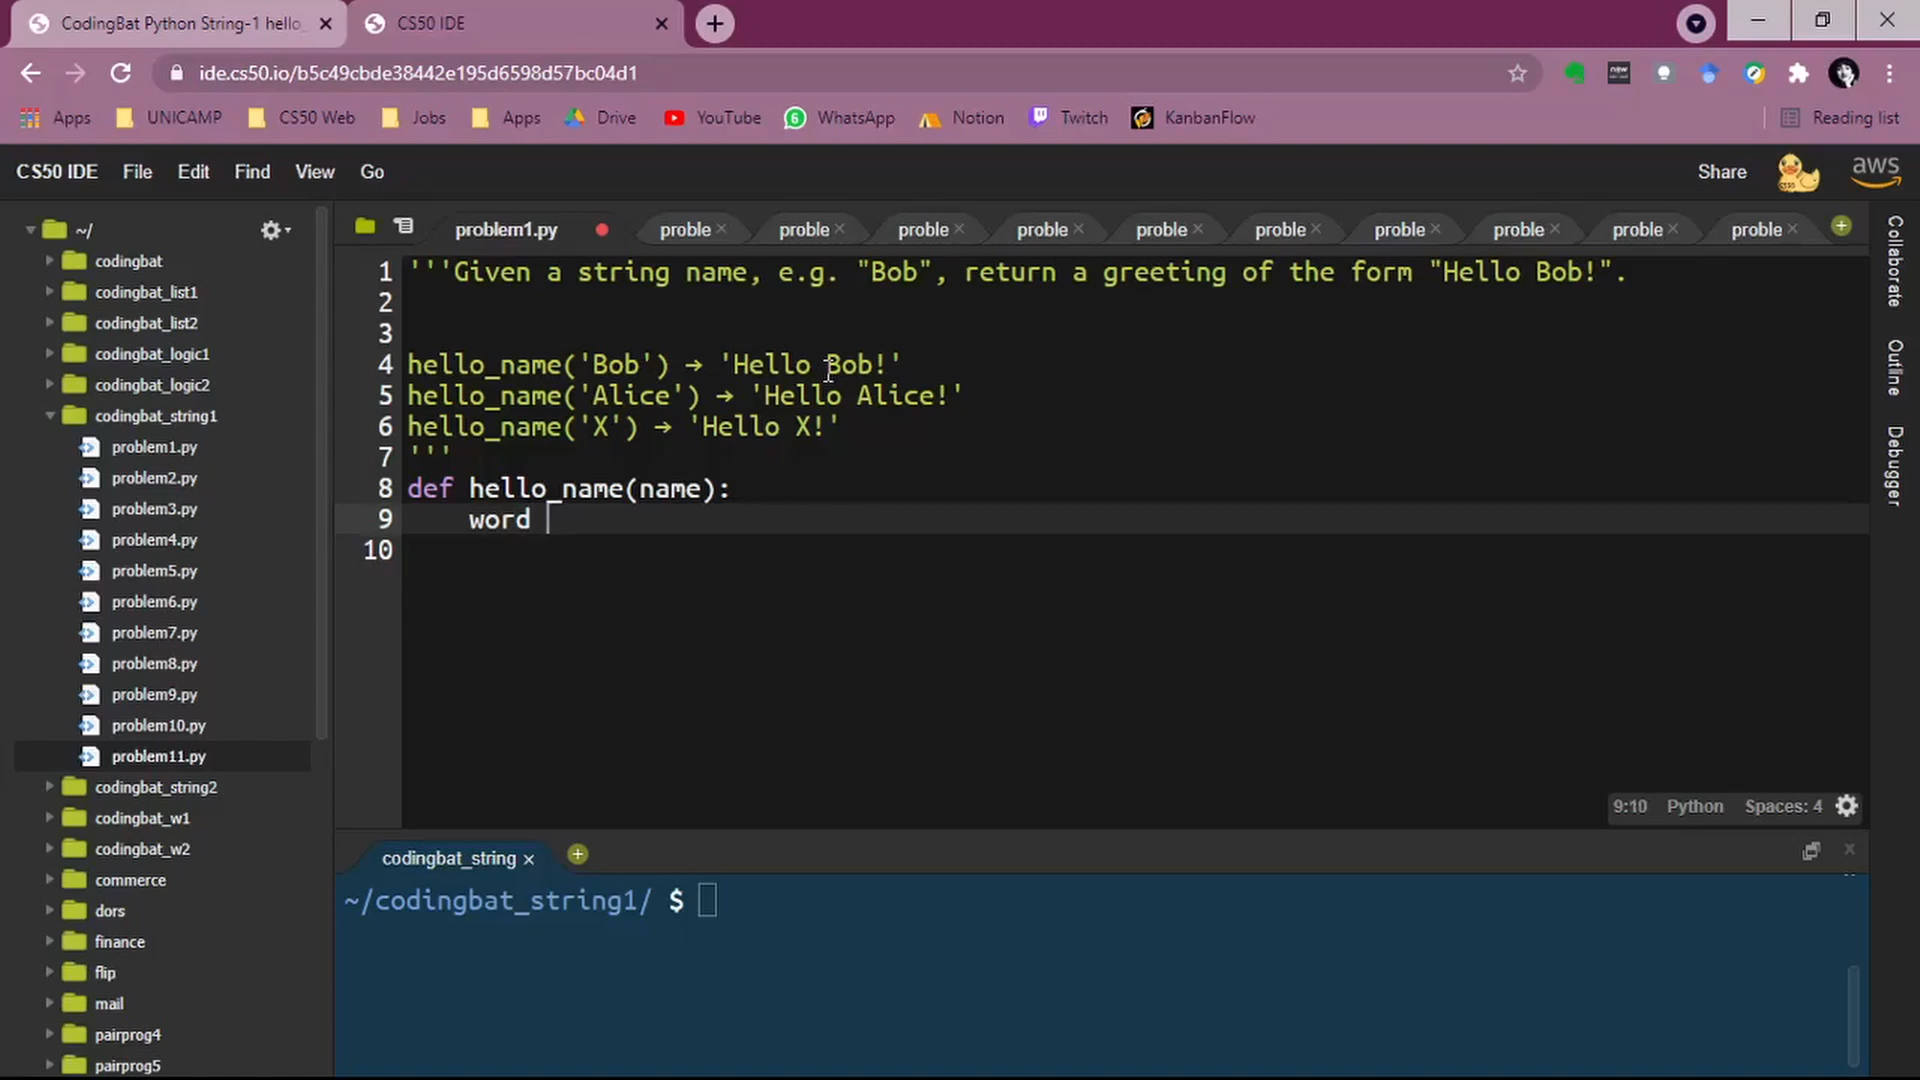 CodingBat Python String-1 hello_
CS50 IDE
ide.cs50.io/b5c49cbde38442e195d6598d57bc04d1
Apps
UNICAMP
CS50 Web
Jobs
Apps
Drive
YouTube
6
WhatsApp
Notion
Twitch
KanbanFlow
Reading list
CS50 IDE
File
Edit
Find
View
Go
Share
aws
~/
codingbat
codingbat_list1
codingbat_list2
codingbat_logic1
codingbat_logic2
codingbat_string1
problem1.py
problem2.py
problem3.py
problem4.py
problem5.py
problem6.py
problem7.py
problem8.py
problem9.py
problem10.py
problem11.py
codingbat_string2
codingbat_w1
codingbat_w2
commerce
dors
finance
flip
mail
pairprog4
pairprog5
problem1.py
proble
proble
proble
proble
proble
proble
proble
proble
proble
proble
1 '''Given a string name, e.g. "Bob", return a greeting of the form "Hello Bob!".
2
3
4 hello_name('Bob') → 'Hello Bob!'
5 hello_name('Alice') → 'Hello Alice!'
6 hello_name('X') → 'Hello X!'
7 '''
8 def hello_name(name):
9 word
10
9:10
Python
Spaces: 4
Collaborate
Outline
Debugger
codingbat_string
~/codingbat_string1/ $